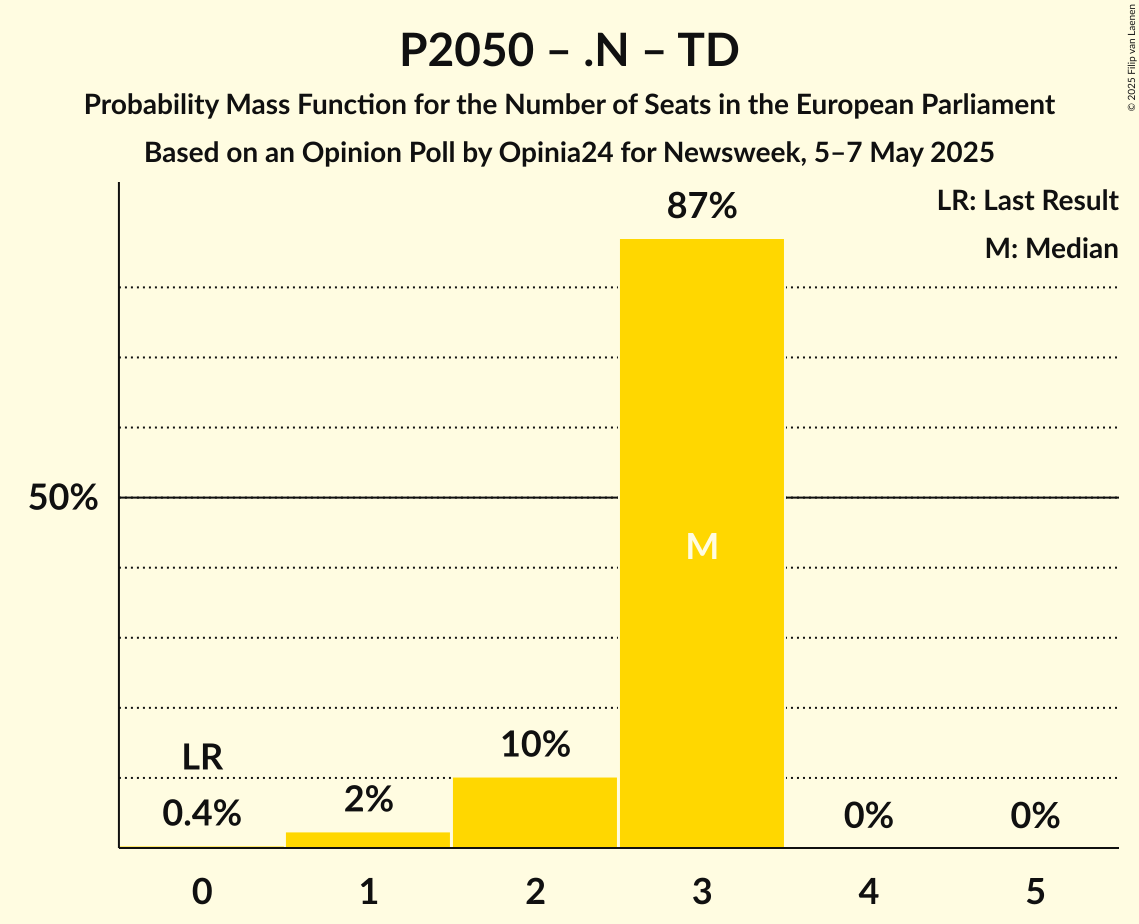 P2050 – .N – TD
Probability Mass Function for the Number of Seats in the European Parliament
Based on an Opinion Poll by Opinia24 for Newsweek, 5–7 May 2025
© 2025 Filip van Laenen
LR: Last Result
M: Median
87%
50%
M
LR
10%
0.4%
2%
0%
0%
0 1 2 3 4 5